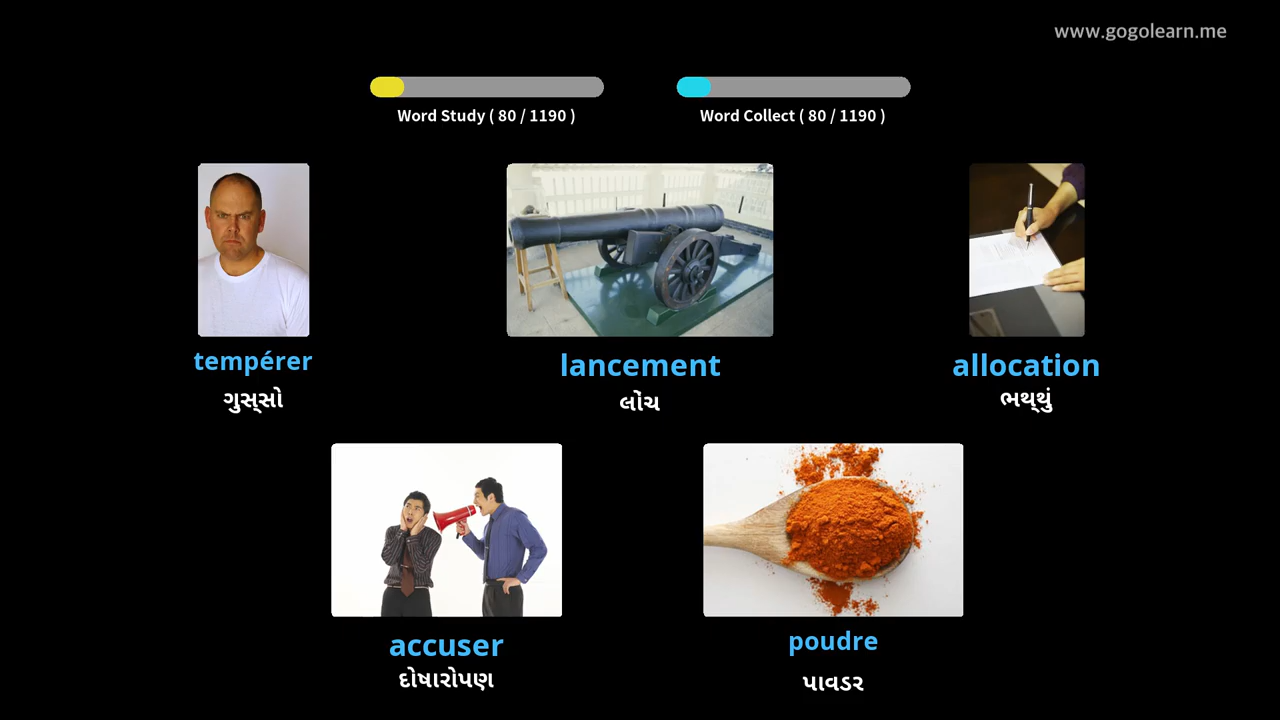 www.gogolearn.me
Word Study ( 80 / 1190 )
Word Collect ( 80 / 1190 )
tempérer
lancement
allocation
ગુસ્સો
લોંચ
ભથ્થું
accuser
poudre
દોષારોપણ
પાવડર